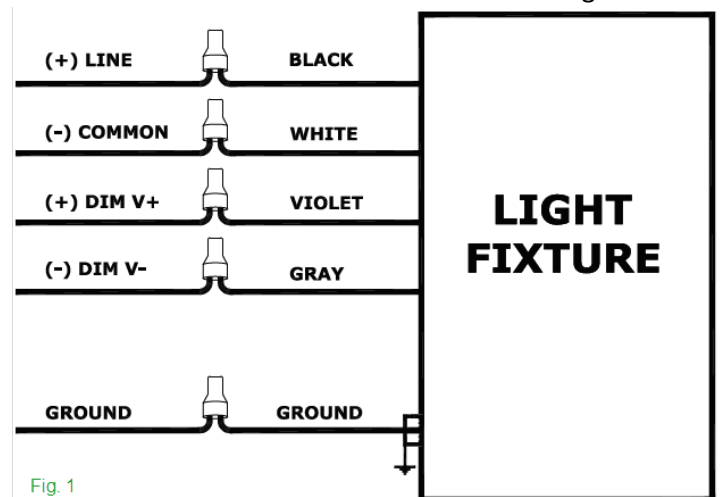 (+) LINE BLACK
(-) COMMON WHITE
(+) DIM V+ VIOLET
(-) DIM V- GRAY
GROUND GROUND
LIGHT
FIXTURE
Fig. 1